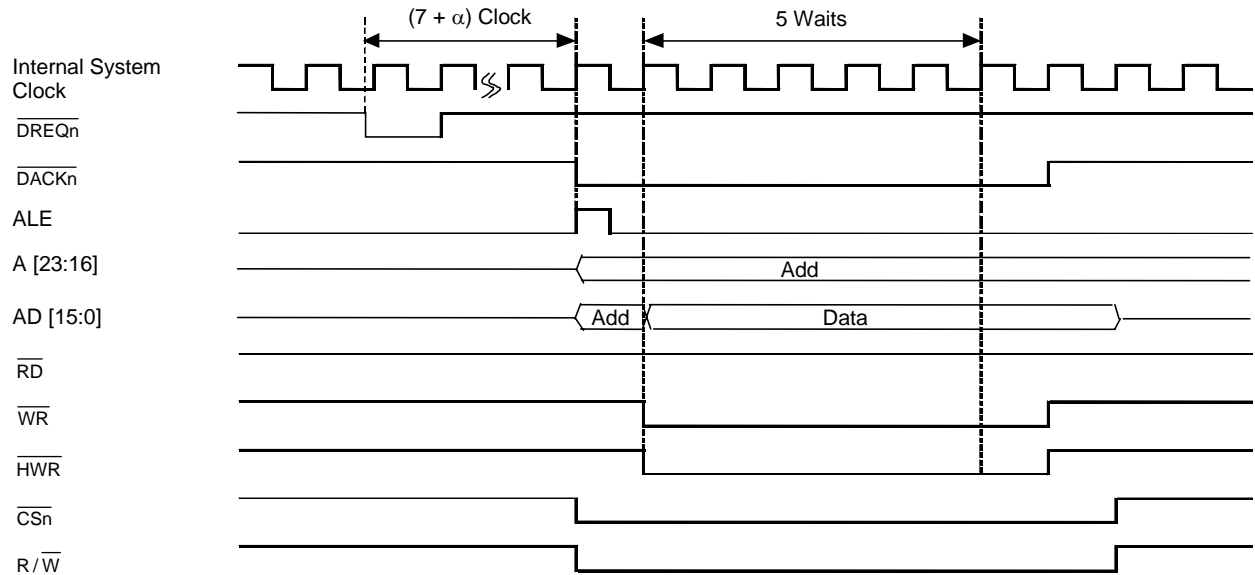 (7 + α) Clock
5 Waits
Internal System
Clock
DREQn
DACKn
ALE
A [23:16]
Add
AD [15:0]
Add
Data
RD
WR
HWR
CSn
R / W